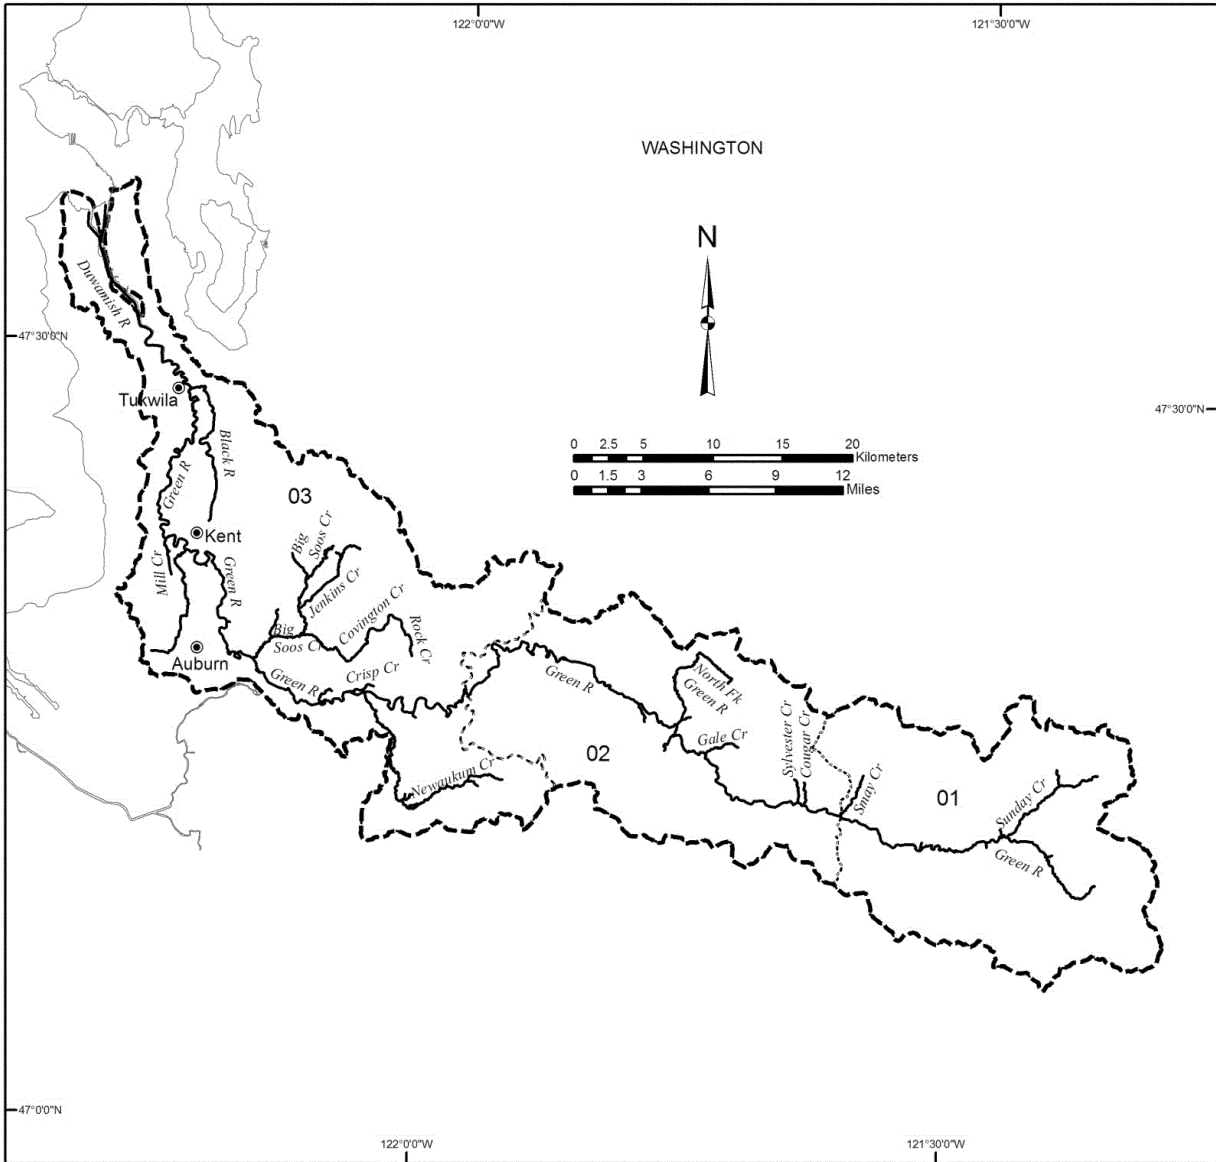 122°0'0"W
121°30'0"W
WASHINGTON
N
Duwamish R
47°30'0"N
Tukwila
47°30'0"N
Black R
0 2.5 5 10 15 20
Kilometers
0 1.5 3 6 9 12
Miles
Green R
03
Kent
Big
Soos Cr
Mill Cr
Green R
Jenkins Cr
Covington Cr
Rock Cr
Big
Soos Cr
Auburn
Green R
Crisp Cr
Green R
North Fk
Green R
Gale Cr
Sylvester Cr
Cougar Cr
02
Newaukum Cr
Smay Cr
01
Sunday Cr
Green R
47°0'0"N
122°0'0"W
121°30'0"W